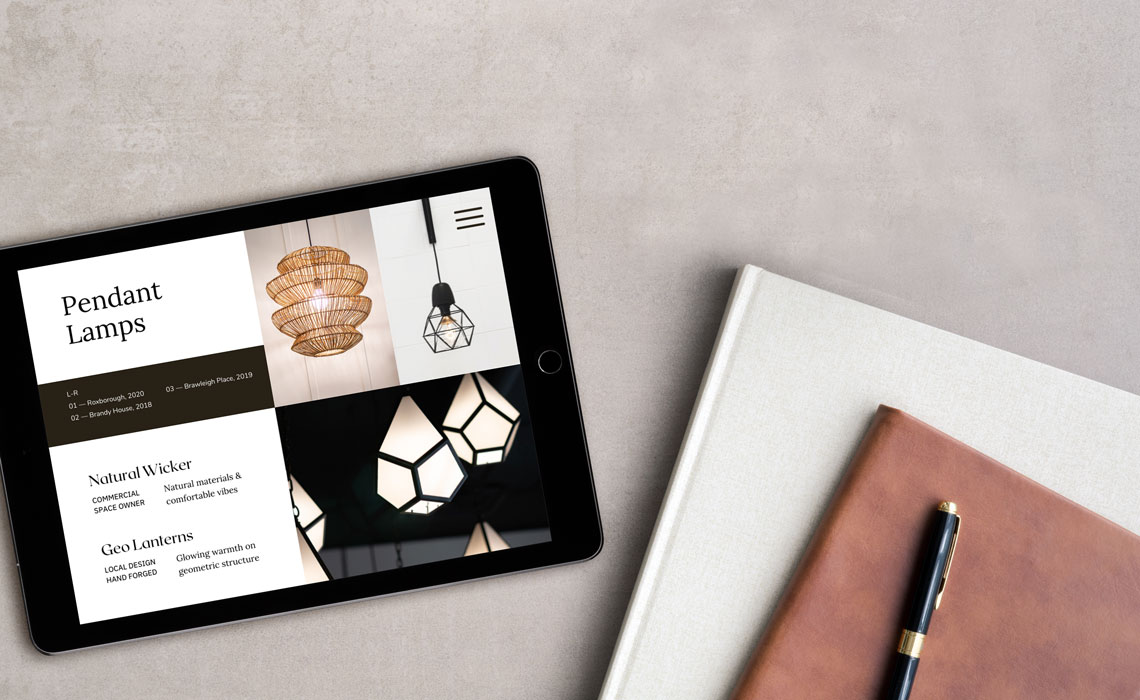 Pendant
Lamps
L-R
01 — Roxborough, 2020
02 — Brandy House, 2018
03 — Brawleigh Place, 2019
Natural Wicker
COMMERCIAL
SPACE OWNER
Natural materials &
comfortable vibes
Geo Lanterns
LOCAL DESIGN
HAND FORGED
Glowing warmth on
geometric structure